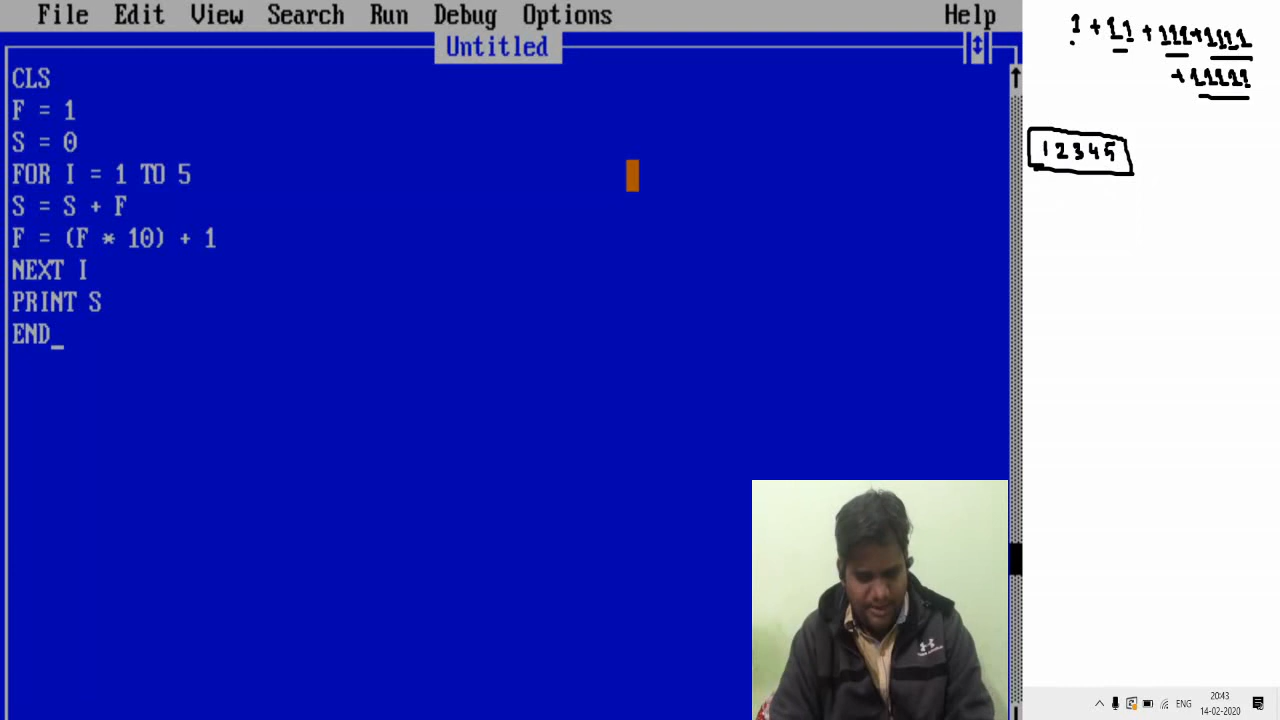 File Edit View Search Run Debug Options Help
Untitled
CLS
F = 1
S = 0
FOR I = 1 TO 5
S = S + F
F = (F * 10) + 1
NEXT I
PRINT S
END_
1 + 11 + 111 + 1111
+ 11111
12345
ENG
20:43
14-02-2020